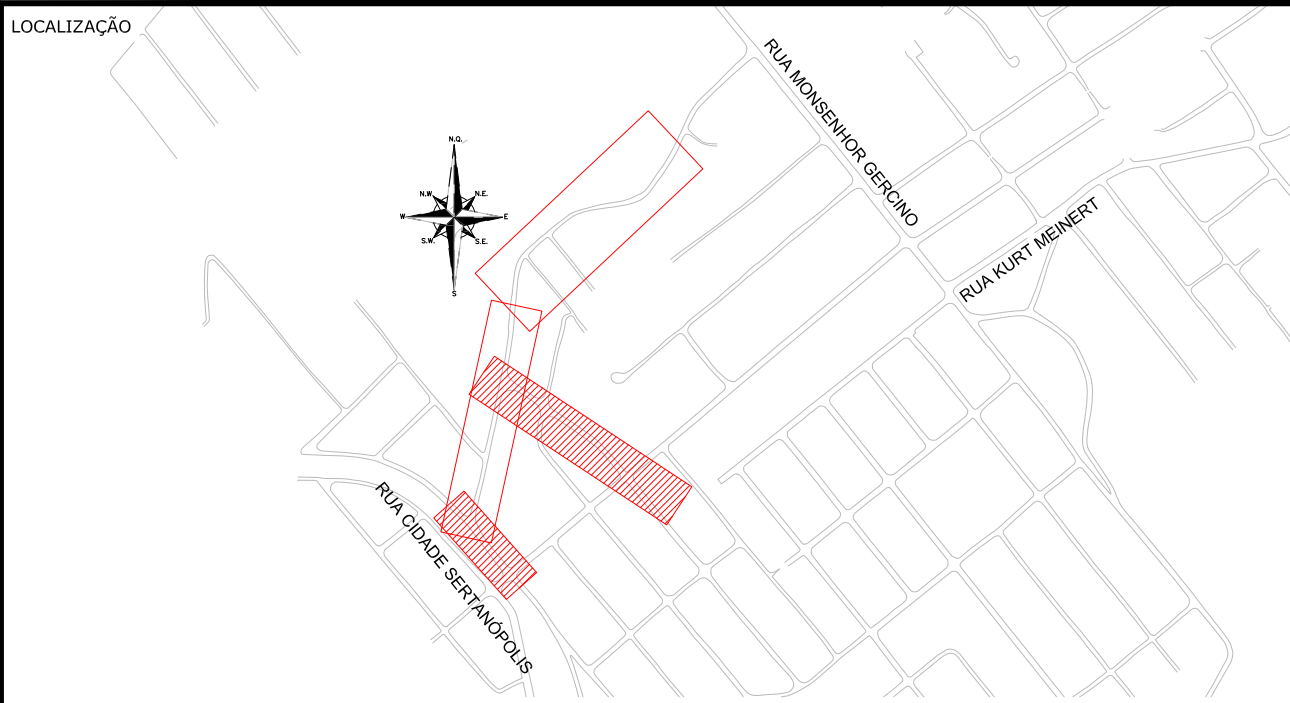 LOCALIZAÇÃO
RUA MONSENHOR GERCINO
N.Q.
N.W.
N.E.
W
E
S.W.
S.E.
S
RUA KURT MEINERT
RUA CIDADE SERTANÓPOLIS